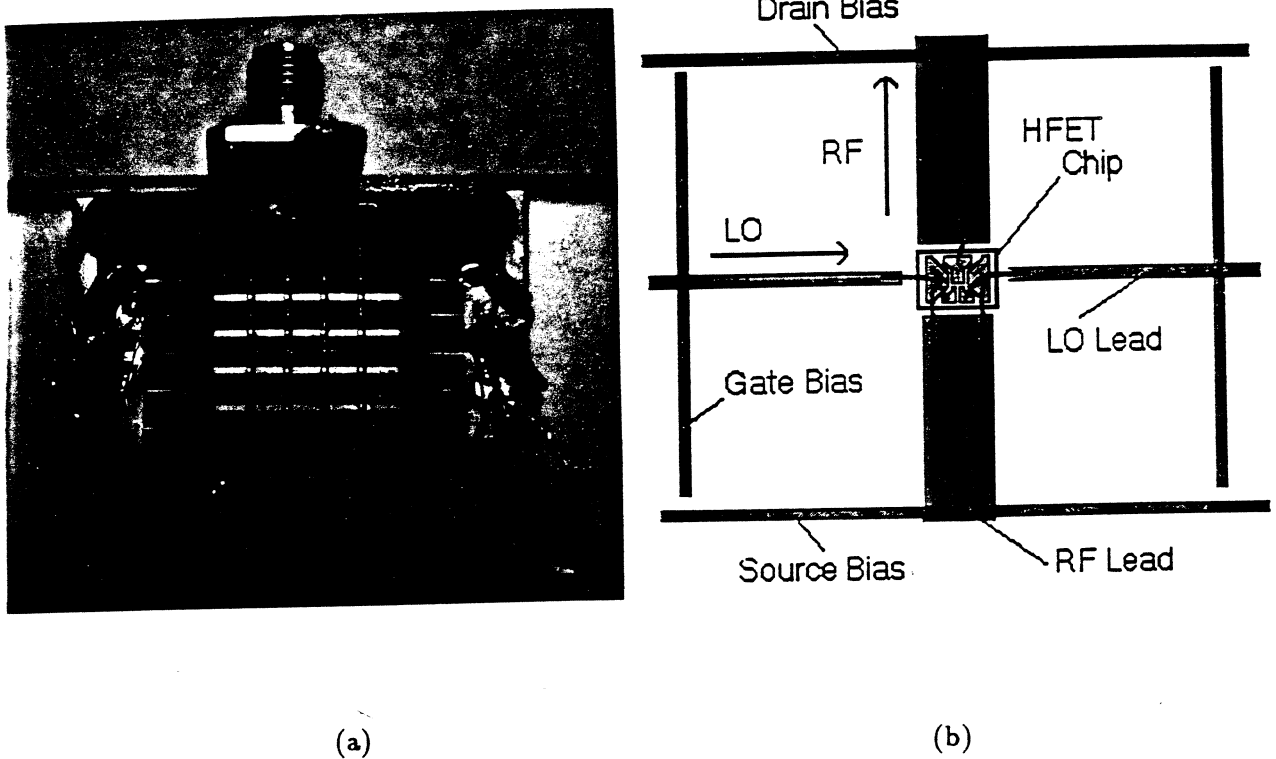 Drain Bias
RF
HFET
Chip
LO
LO Lead
Gate Bias
Source Bias
RF Lead
(a)
(b)